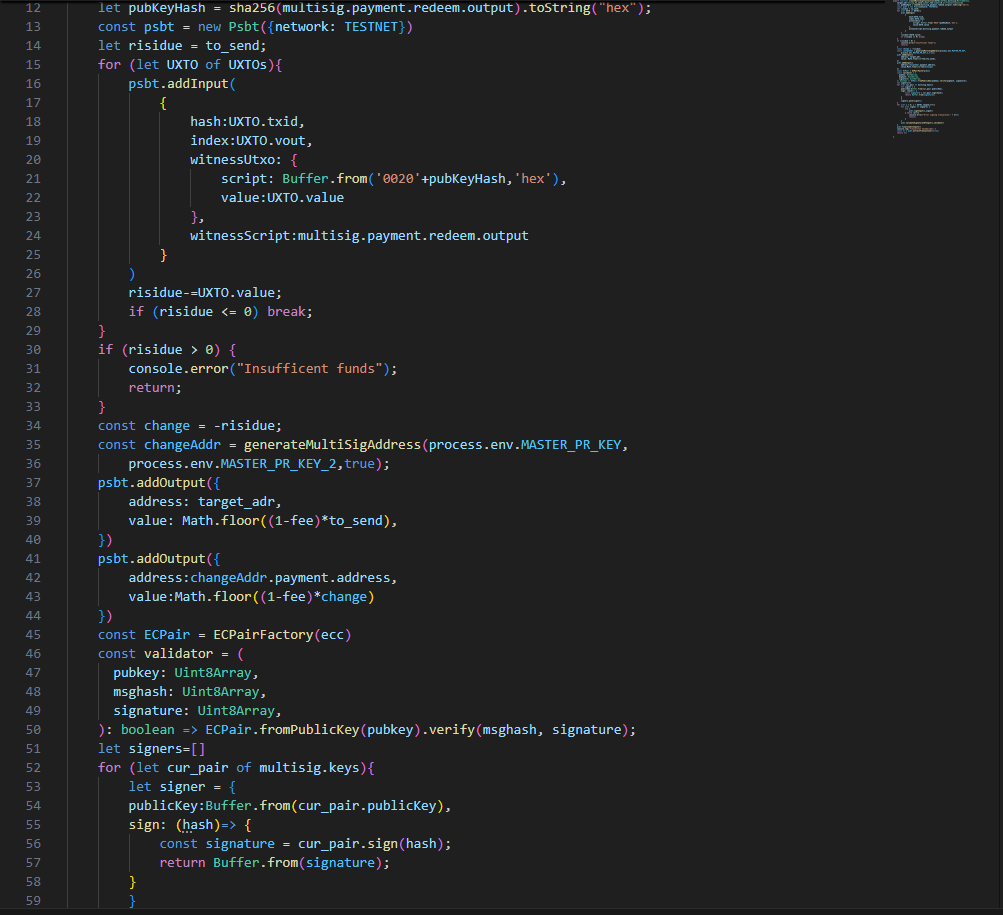 12 let pubKeyHash = sha256(multisig.payment.redeem.output).toString("hex");
13 const psbt = new Psbt({network: TESTNET})
14 let risidue = to_send;
15 for (let UXTO of UXTOs){
16 psbt.addInput(
17 {
18 hash:UXTO.txid,
19 index:UXTO.vout,
20 witnessUtxo: {
21 script: Buffer.from('0020'+pubKeyHash,'hex'),
22 value:UXTO.value
23 },
24 witnessScript:multisig.payment.redeem.output
25 }
26 )
27 risidue-=UXTO.value;
28 if (risidue <= 0) break;
29 }
30 if (risidue > 0) {
31 console.error("Insufficent funds");
32 return;
33 }
34 const change = -risidue;
35 const changeAddr = generateMultiSigAddress(process.env.MASTER_PR_KEY,
36 process.env.MASTER_PR_KEY_2,true);
37 psbt.addOutput({
38 address: target_adr,
39 value: Math.floor((1-fee)*to_send),
40 })
41 psbt.addOutput({
42 address:changeAddr.payment.address,
43 value:Math.floor((1-fee)*change)
44 })
45 const ECPair = ECPairFactory(ecc)
46 const validator = (
47 pubkey: Uint8Array,
48 msghash: Uint8Array,
49 signature: Uint8Array,
50 ): boolean => ECPair.fromPublicKey(pubkey).verify(msghash, signature);
51 let signers=[]
52 for (let cur_pair of multisig.keys){
53 let signer = {
54 publicKey:Buffer.from(cur_pair.publicKey),
55 sign: (hash)=> {
56 const signature = cur_pair.sign(hash);
57 return Buffer.from(signature);
58 }
59 }